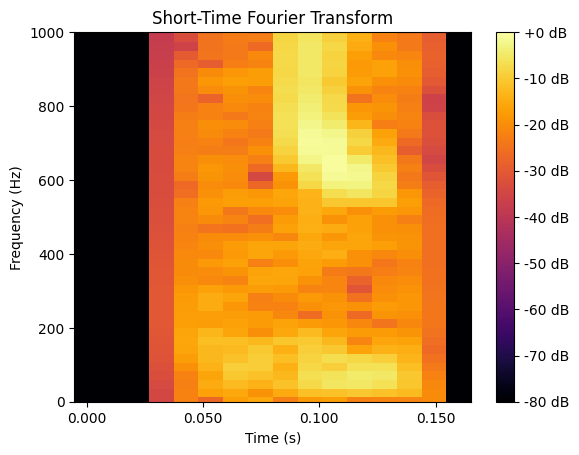 Short-Time Fourier Transform
Frequency (Hz)
1000
800
600
400
200
0
0.000 0.050 0.100 0.150
Time (s)
+0 dB
-10 dB
-20 dB
-30 dB
-40 dB
-50 dB
-60 dB
-70 dB
-80 dB